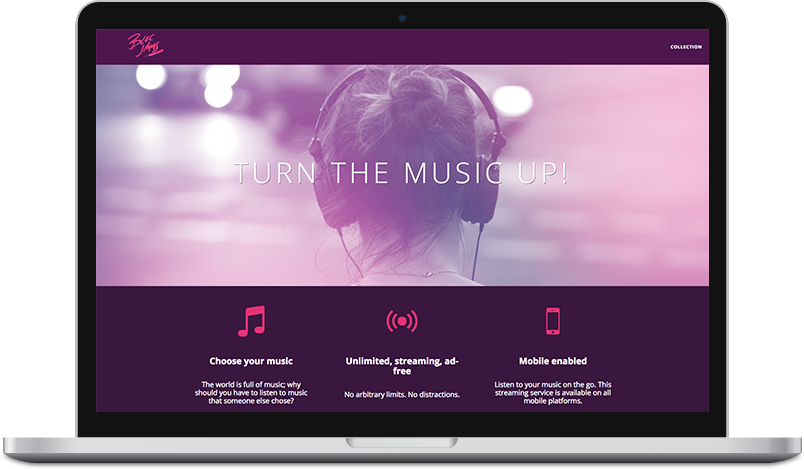 BLOC
JAMS
COLLECTION
TURN THE MUSIC UP!
Choose your music
The world is full of music; why
should you have to listen to music
that someone else chose?
Unlimited, streaming, ad-
free
No arbitrary limits. No distractions.
Mobile enabled
Listen to your music on the go. This
streaming service is available on all
mobile platforms.